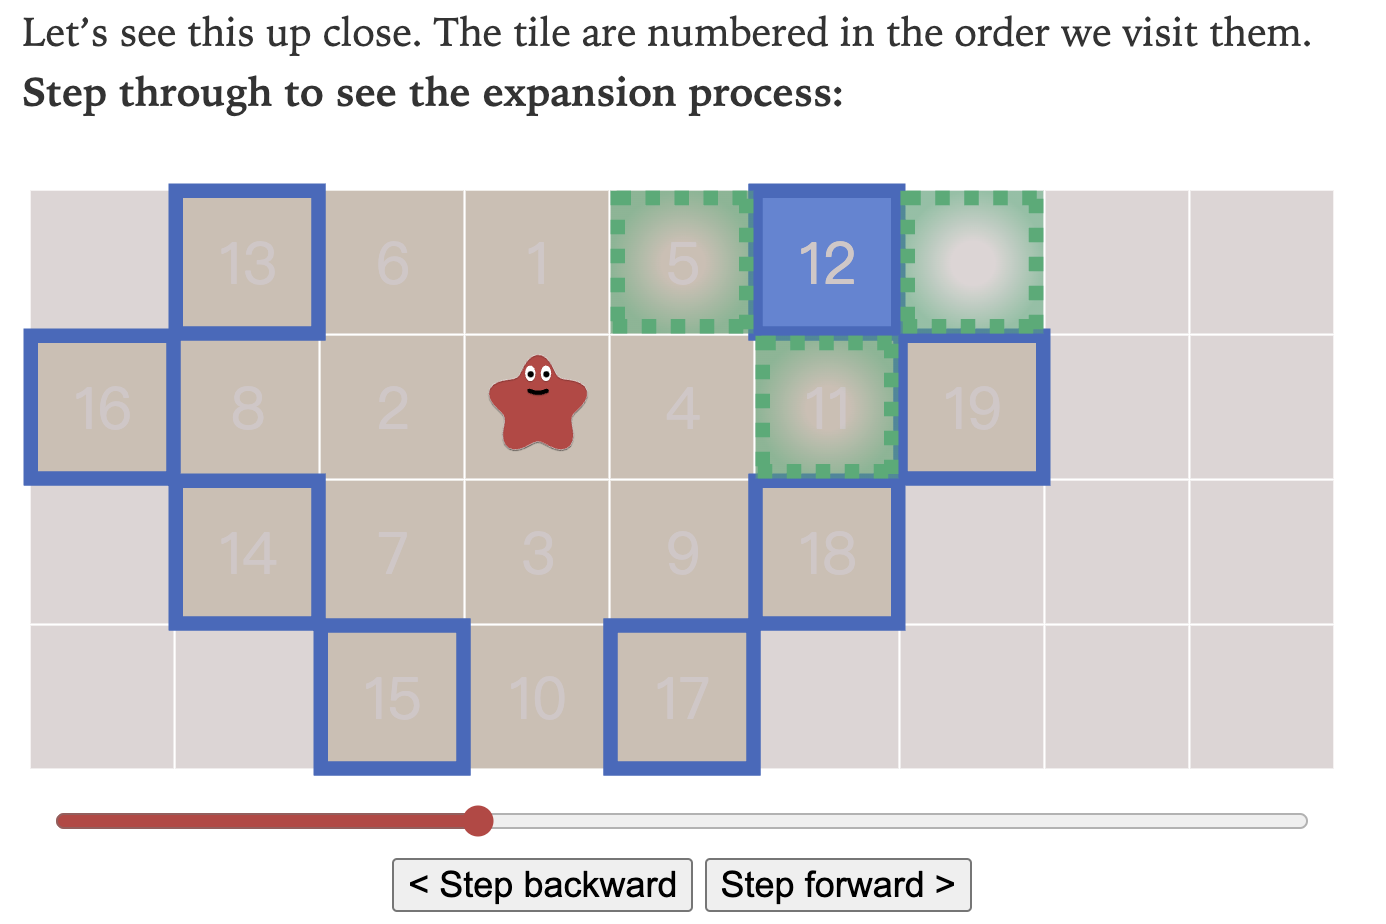 Let’s see this up close. The tile are numbered in the order we visit them.
Step through to see the expansion process:
13 6 1 5 12
16 8 2 4 11 19
14 7 3 9 18
15 10 17
< Step backward Step forward >